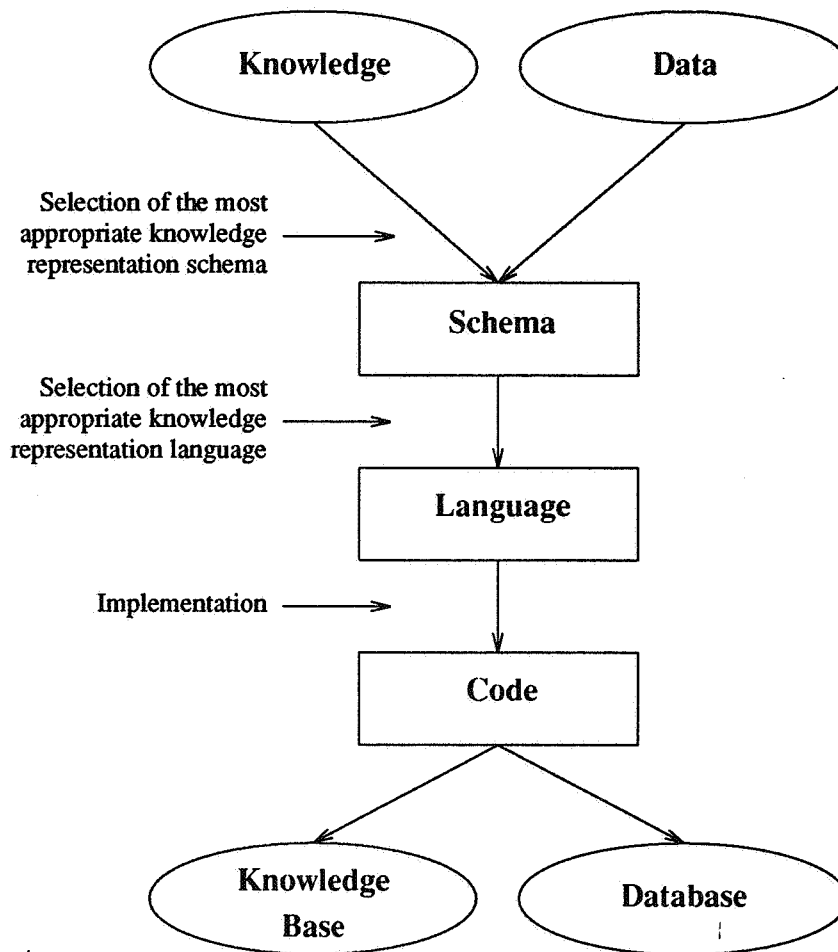 Knowledge
Data
Selection of the most
appropriate knowledge
representation schema
Schema
Selection of the most
appropriate knowledge
representation language
Language
Implementation
Code
Knowledge
Base
Database